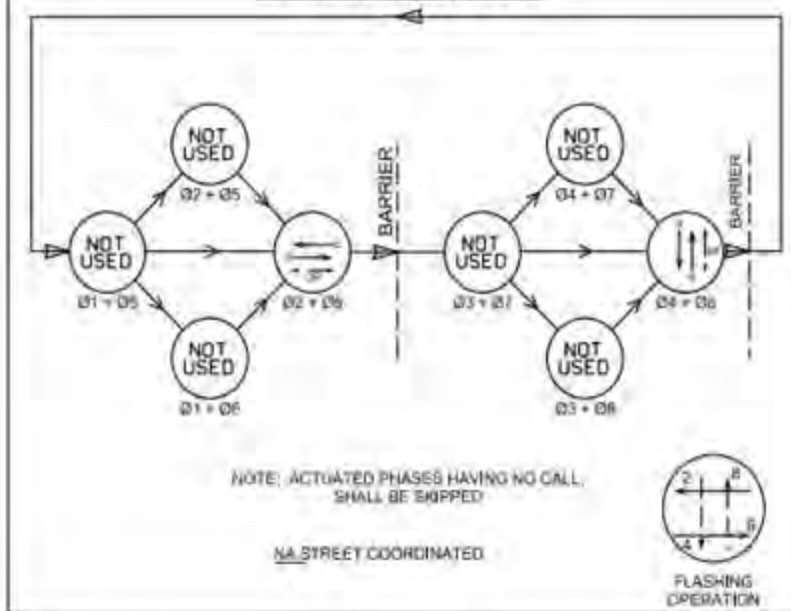 NOT
USED
Ø2 + Ø5
NOT
USED
Ø1 + Ø5
Ø2 + Ø6
NOT
USED
Ø1 + Ø6
BARRIER
NOT
USED
Ø4 + Ø7
NOT
USED
Ø3 + Ø7
Ø4 + Ø8
NOT
USED
Ø3 + Ø8
BARRIER
NOTE: ACTUATED PHASES HAVING NO CALL,
SHALL BE SKIPPED
NA STREET COORDINATED
2 8
4 6
FLASHING
OPERATION